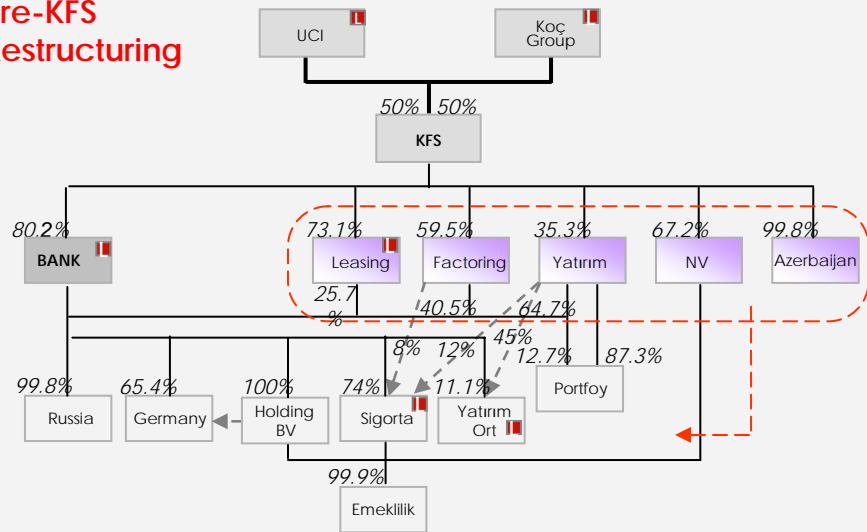 re-KFS
estructuring
UCI
Koç
Group
50% 50%
KFS
80.2% 73.1% 59.5% 35.3% 67.2% 99.8%
BANK Leasing Factoring Yatırım NV Azerbaijan
25.7
%
40.5% 64.7%
8% 12% 45%
12.7% 87.3%
Portfoy
99.8% 65.4% 100% 74% 11.1%
Russia Germany Holding
BV
Sigorta Yatırım
Ort
99.9%
Emeklilik